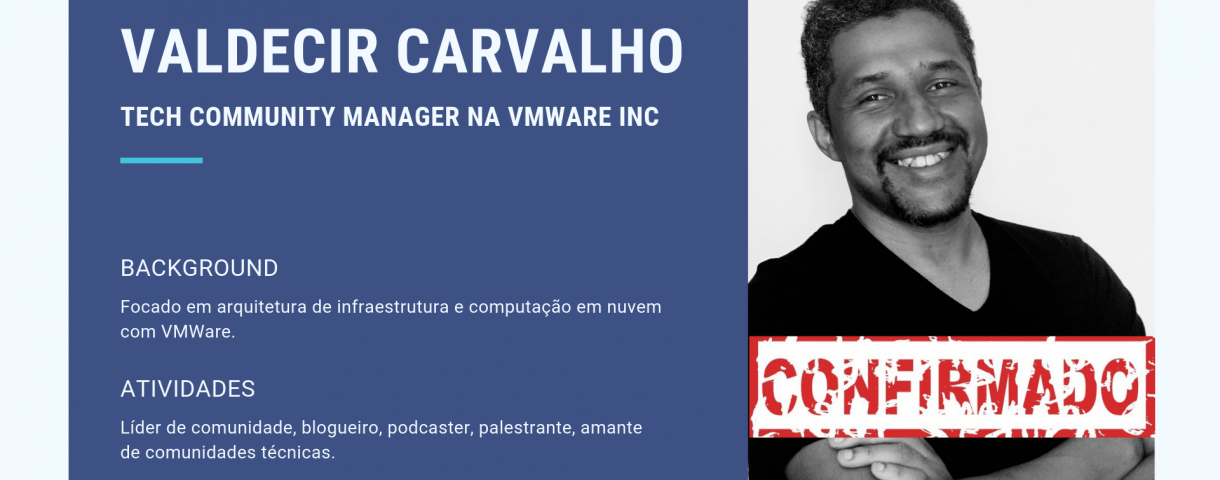 VALDECIR CARVALHO
TECH COMMUNITY MANAGER NA VMWARE INC
BACKGROUND
Focado em arquitetura de infraestrutura e computação em nuvem
com VMWare.
ATIVIDADES
Líder de comunidade, blogueiro, podcaster, palestrante, amante
de comunidades técnicas.
CONFIRMADO